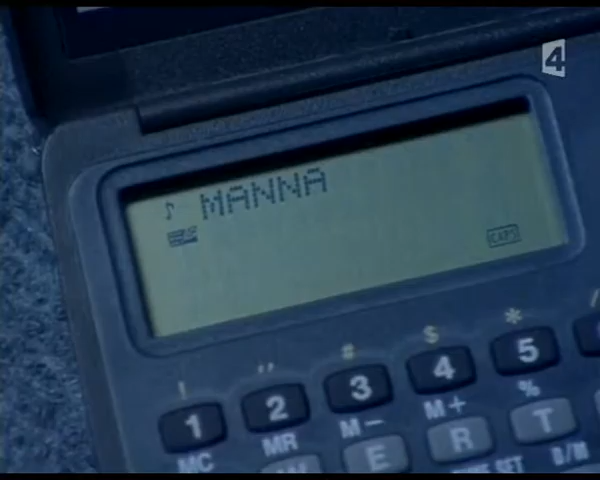 4
♪ MANNA
CAPS
! " # $ * /
1 2 3 4 5
MC MR M- M+ %
E R T